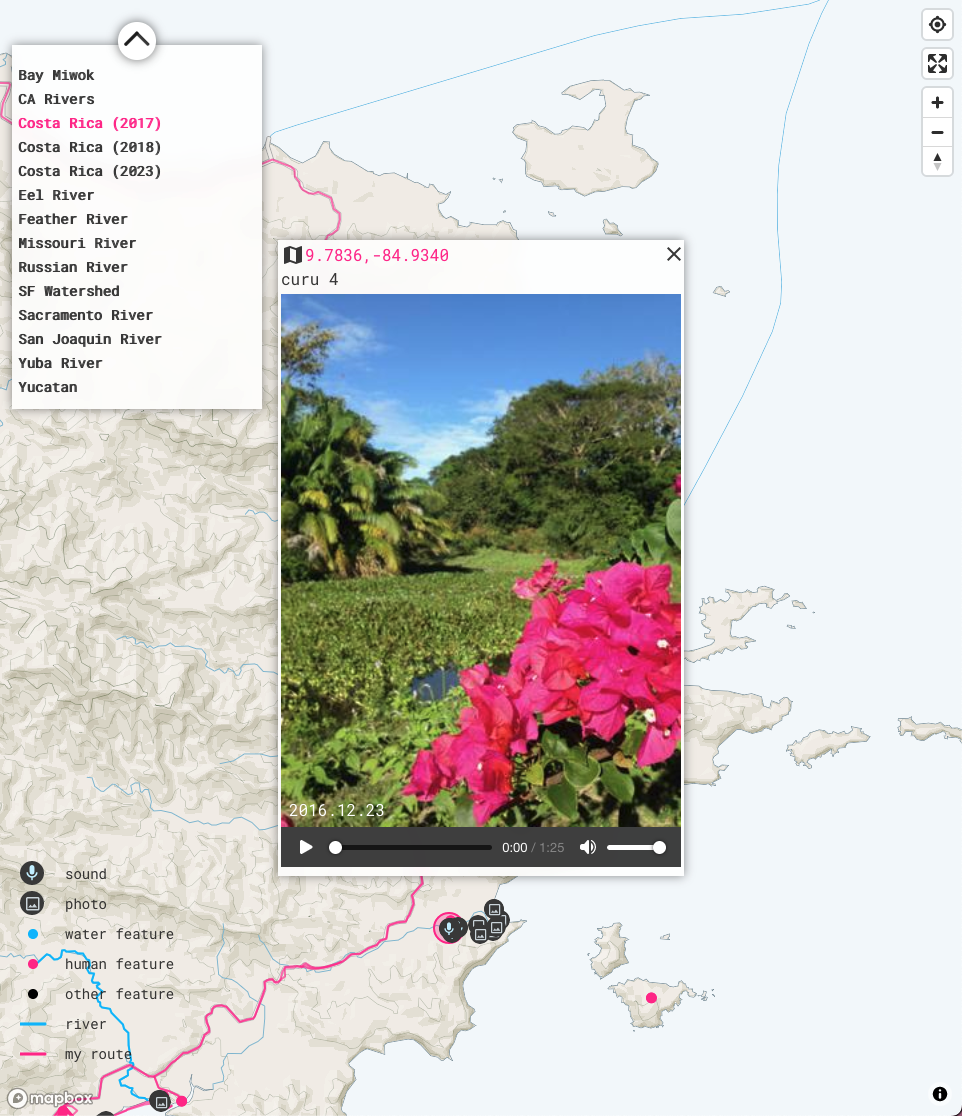 Bay Miwok
CA Rivers
Costa Rica (2017)
Costa Rica (2018)
Costa Rica (2023)
Eel River
Feather River
Missouri River
Russian River
SF Watershed
Sacramento River
San Joaquin River
Yuba River
Yucatan
9.7836,-84.9340
curu 4
2016.12.23
0:00 / 1:25
sound
photo
water feature
human feature
other feature
river
my route
mapbox